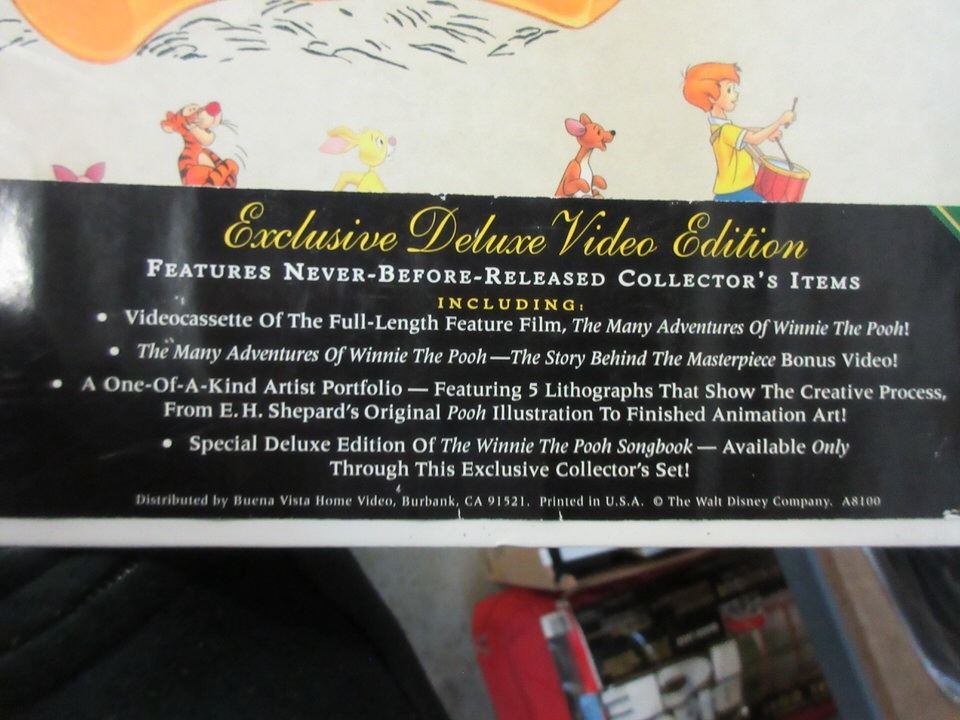 Exclusive Deluxe Video Edition
FEATURES NEVER-BEFORE-RELEASED COLLECTOR'S ITEMS
INCLUDING:
• Videocassette Of The Full-Length Feature Film, The Many Adventures Of Winnie The Pooh!
• The Many Adventures Of Winnie The Pooh—The Story Behind The Masterpiece Bonus Video!
• A One-Of-A-Kind Artist Portfolio — Featuring 5 Lithographs That Show The Creative Process,
From E.H. Shepard's Original Pooh Illustration To Finished Animation Art!
• Special Deluxe Edition Of The Winnie The Pooh Songbook — Available Only
Through This Exclusive Collector's Set!
Distributed by Buena Vista Home Video, Burbank, CA 91521. Printed in U.S.A. © The Walt Disney Company. A8100